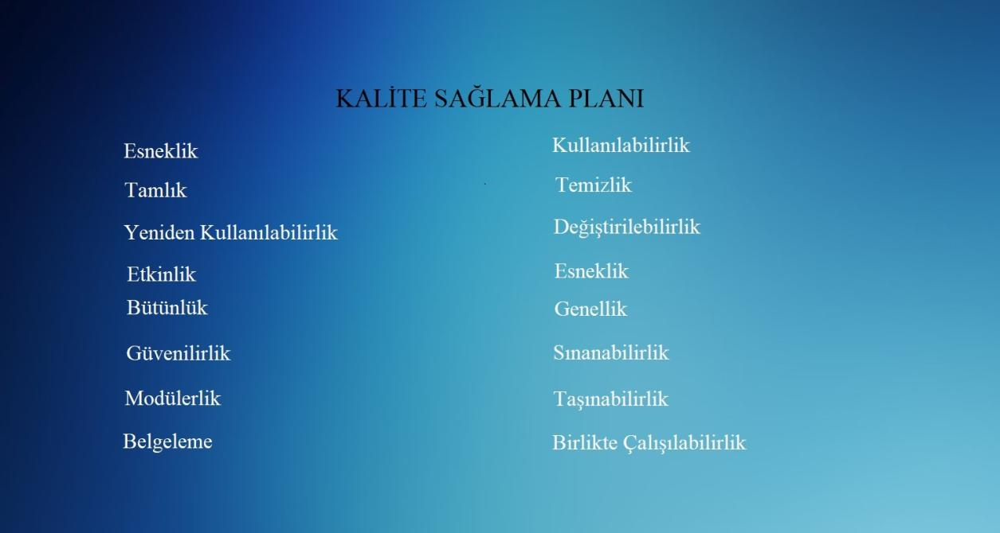 KALİTE SAĞLAMA PLANI
Esneklik
Tamlık
Yeniden Kullanılabilirlik
Etkinlik
Bütünlük
Güvenilirlik
Modülerlik
Belgeleme
Kullanılabilirlik
Temizlik
Değiştirilebilirlik
Esneklik
Genellik
Sınanabilirlik
Taşınabilirlik
Birlikte Çalışılabilirlik